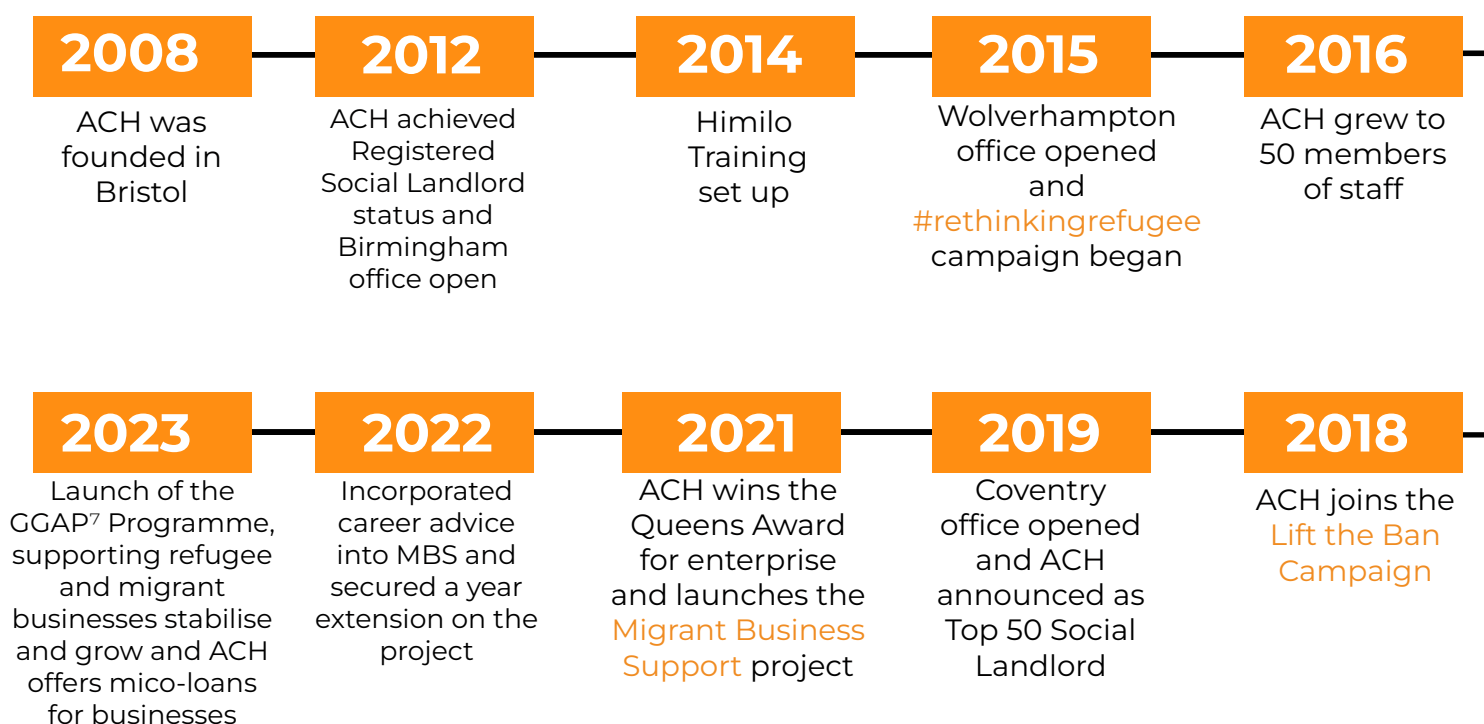 2008
ACH was
founded in
Bristol
2012
ACH achieved
Registered
Social Landlord
status and
Birmingham
office open
2014
Himilo
Training
set up
2015
Wolverhampton
office opened
and
#rethinkingrefugee
campaign began
2016
ACH grew to
50 members
of staff
2018
ACH joins the
Lift the Ban
Campaign
2019
Coventry
office opened
and ACH
announced as
Top 50 Social
Landlord
2021
ACH wins the
Queens Award
for enterprise
and launches the
Migrant Business
Support project
2022
Incorporated
career advice
into MBS and
secured a year
extension on the
project
2023
Launch of the
GGAP⁷ Programme,
supporting refugee
and migrant
businesses stabilise
and grow and ACH
offers mico-loans
for businesses